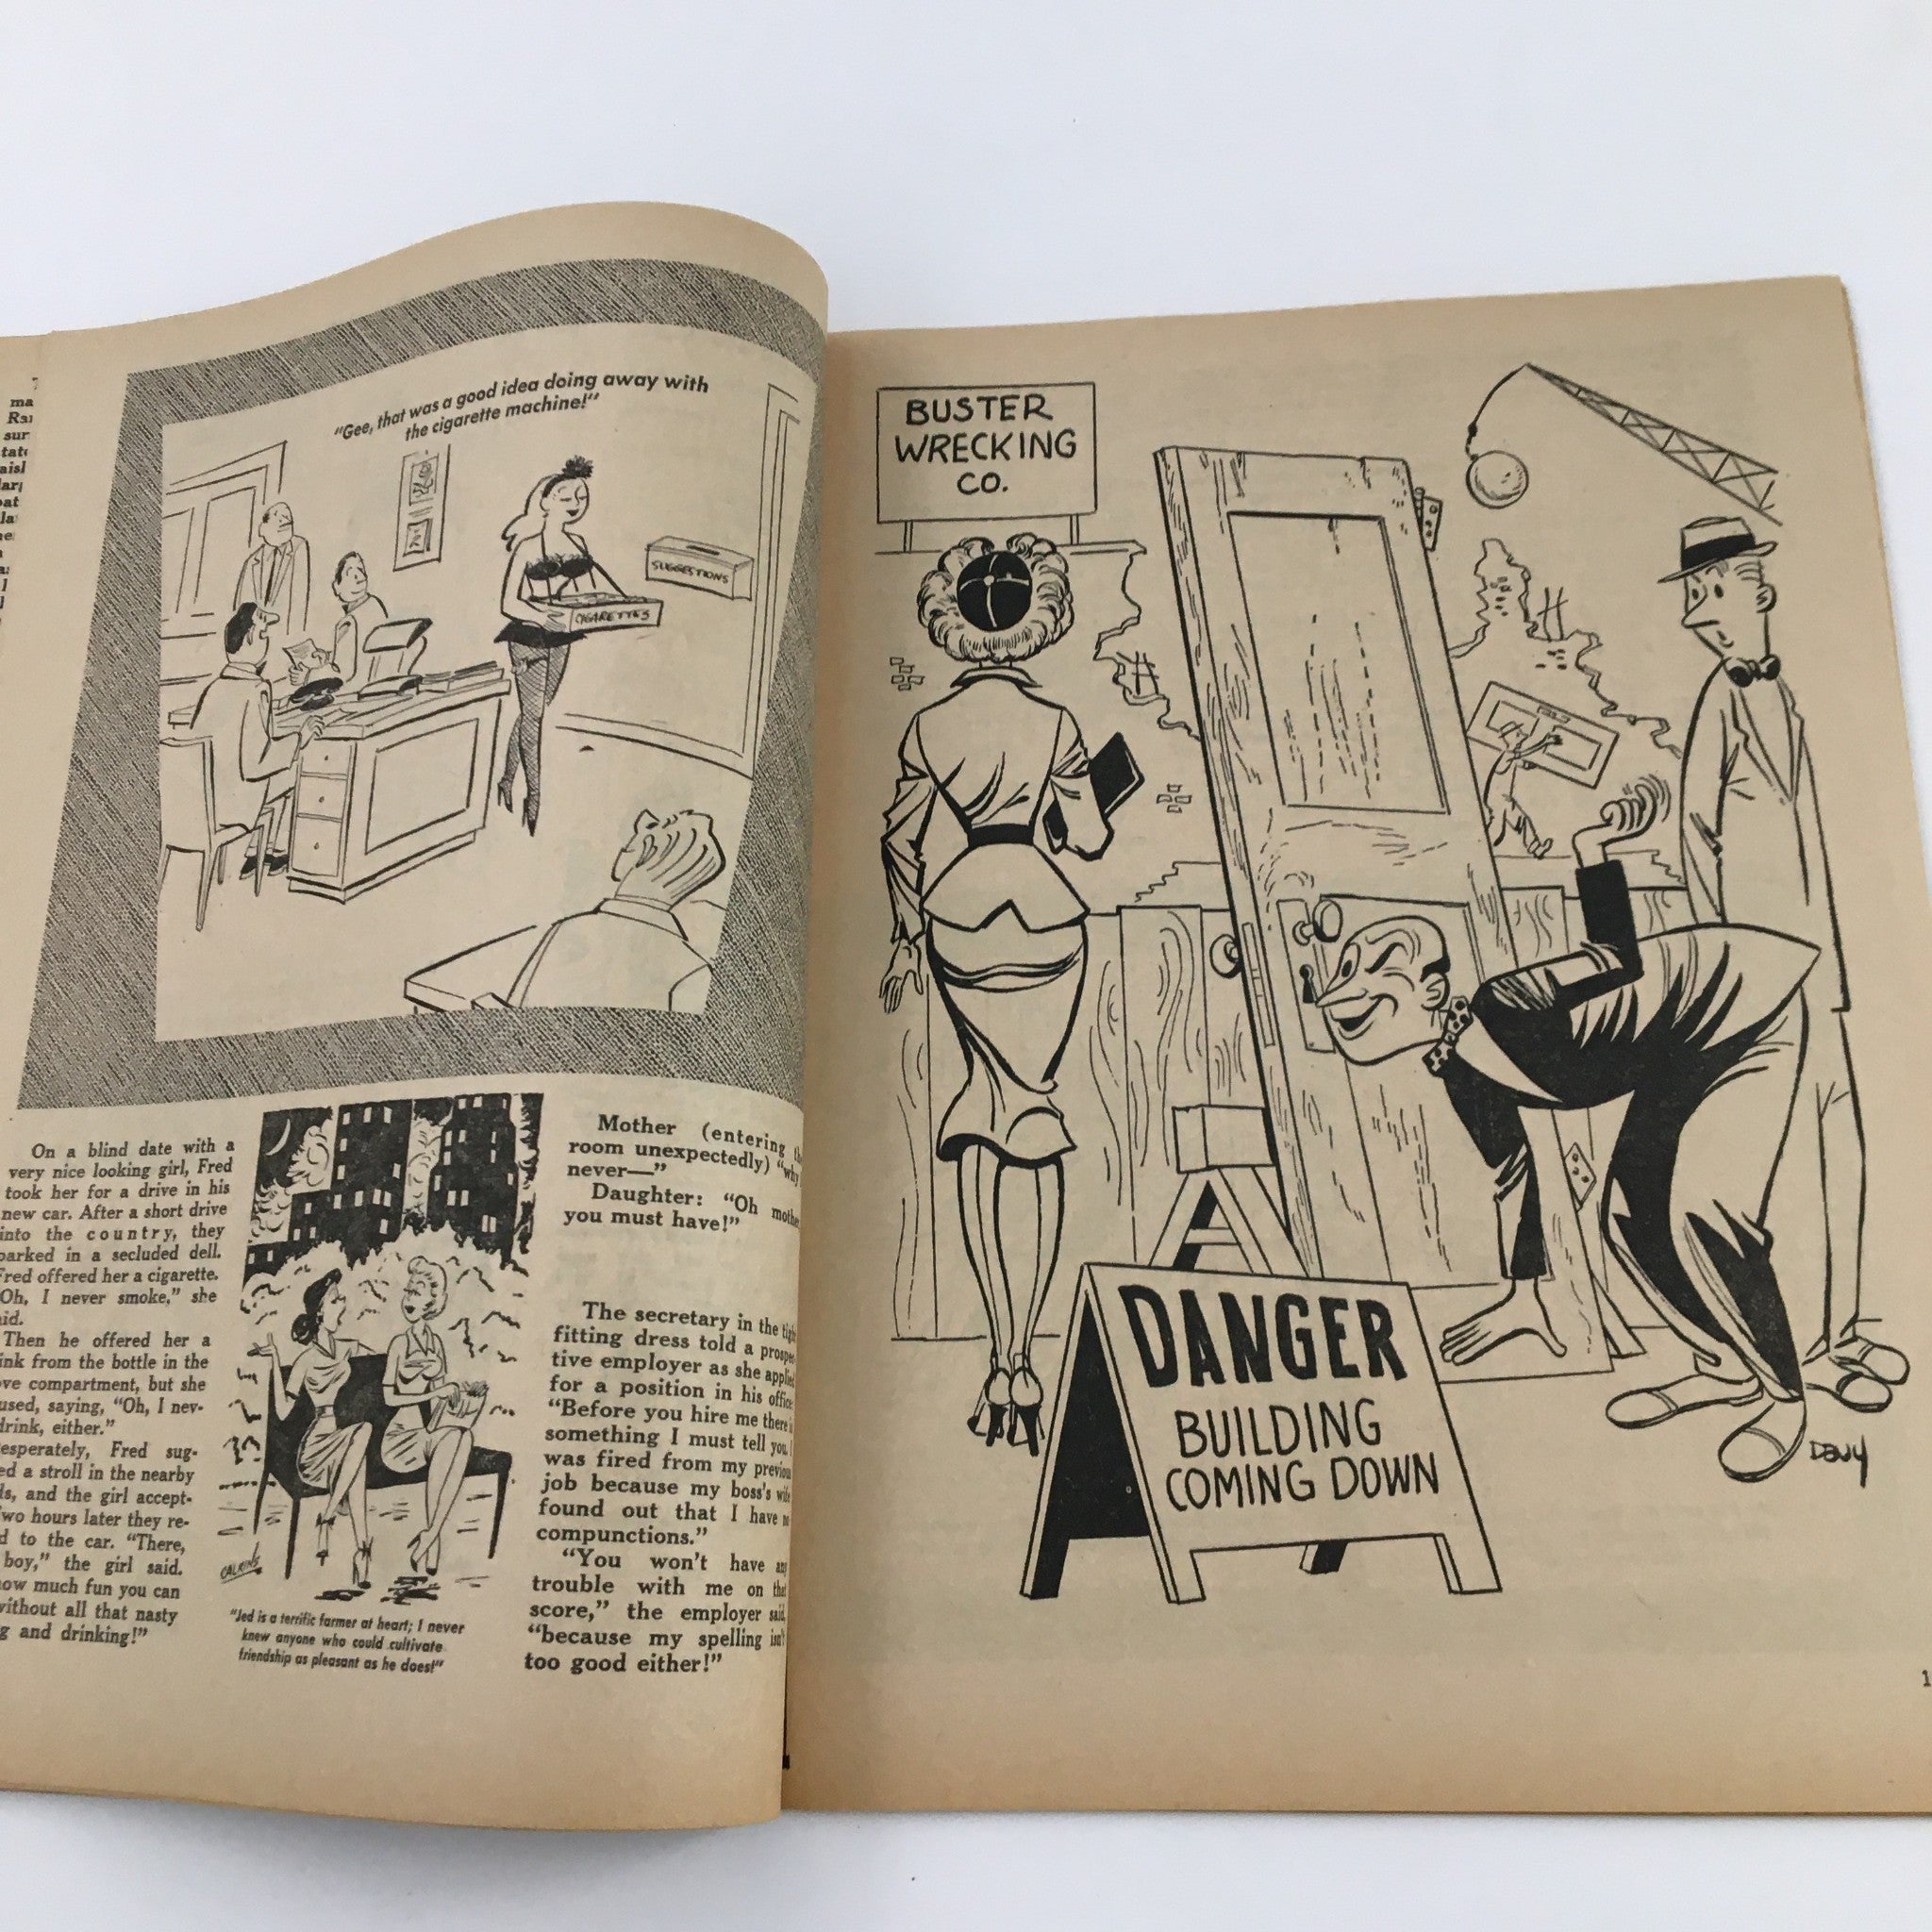 ma
sur
"Gee, that was a good idea doing away with
the cigarette machine!"
SUGGESTIONS
CIGARETTES
On a blind date with a
very nice looking girl, Fred
took her for a drive in his
new car. After a short drive
into the country, they
parked in a secluded dell.
Fred offered her a cigarette.
Oh, I never smoke," she
aid.
Then he offered her a
ink from the bottle in the
ove compartment, but she
used, saying, "Oh, I nev-
drink, either."
esperately, Fred sug-
ed a stroll in the nearby
ds, and the girl accept-
wo hours later they re-
d to the car. "There,
boy," the girl said.
ow much fun you can
without all that nasty
g and drinking!"
CALKINS
"Jed is a terrific farmer at heart; I never
knew anyone who could cultivate
friendship as pleasant as he does!"
Mother (entering th
room unexpectedly) "why
never—"
Daughter: "Oh mothe
you must have!"
The secretary in the tigh
fitting dress told a prospec
tive employer as she applie
for a position in his office
"Before you hire me there is
something I must tell you. I
was fired from my previou
job because my boss's wife
found out that I have no
compunctions."
"You won't have any
trouble with me on that
score," the employer said,
"because my spelling isn't
too good either!"
BUSTER
WRECKING
CO.
DANGER
BUILDING
COMING DOWN
1